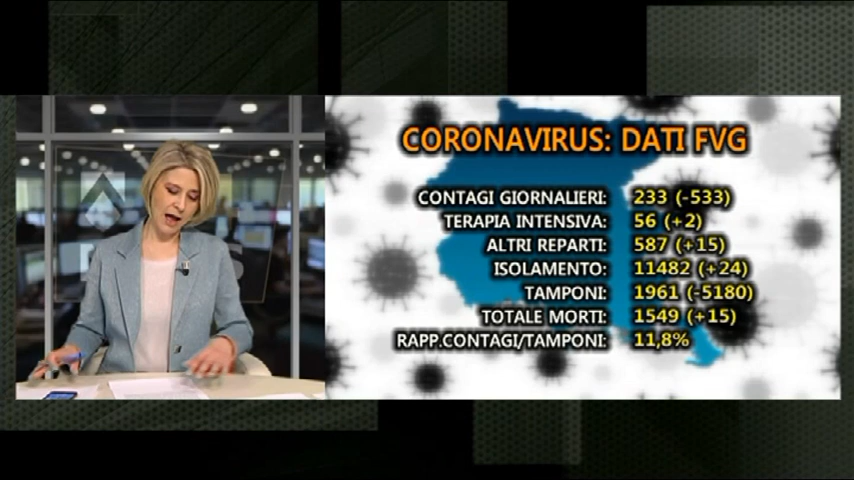 CORONAVIRUS: DATI FVG
CONTAGI GIORNALIERI: 233 (-533)
TERAPIA INTENSIVA: 56 (+2)
ALTRI REPARTI: 587 (+15)
ISOLAMENTO: 11482 (+24)
TAMPONI: 1961 (-5180)
TOTALE MORTI: 1549 (+15)
RAPP.CONTAGI/TAMPONI: 11,8%